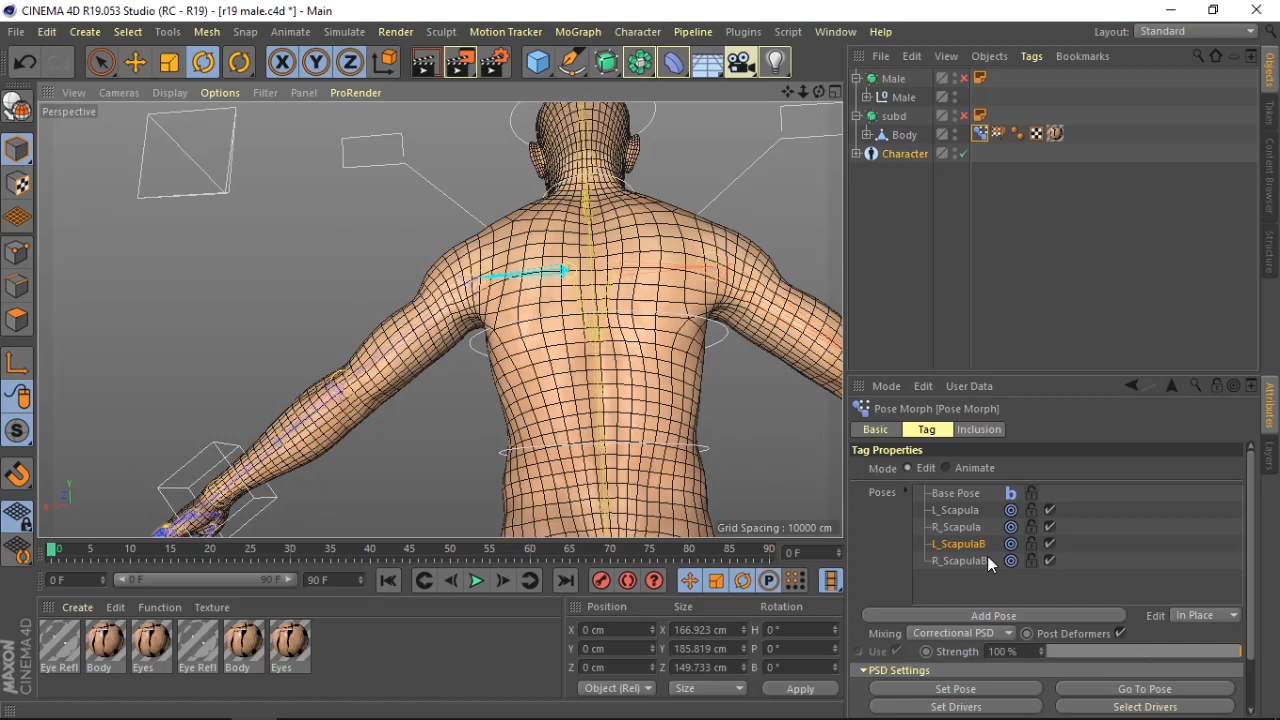 CINEMA 4D R19.053 Studio (RC - R19) - [r19 male.c4d *] - Main
File Edit Create Select Tools Mesh Snap Animate Simulate Render Sculpt Motion Tracker MoGraph Character Pipeline Plugins Script Window Help Layout: Standard
File Edit View Objects Tags Bookmarks
View Cameras Display Options Filter Panel ProRender
Perspective
Male
Male
subd
Body
Character
Objects
Takes
Content Browser
Structure
Mode Edit User Data
Pose Morph [Pose Morph]
Basic Tag Inclusion
Tag Properties
Mode Edit Animate
Poses Base Pose
L_Scapula
R_Scapula
L_ScapulaB
R_ScapulaB
Add Pose Edit In Place
Mixing Correctional PSD Post Deformers
Use Strength 100 %
PSD Settings
Set Pose Go To Pose
Set Drivers Select Drivers
Attributes
Layers
Y
Z
X
Grid Spacing : 10000 cm
0 5 10 15 20 25 30 35 40 45 50 55 60 65 70 75 80 85 90 0 F
0 F 0 F 90 F 90 F
Create Edit Function Texture
Eye Refl Body Eyes Eye Refl Body Eyes
Position Size Rotation
X 0 cm X 166.923 cm H 0 °
Y 0 cm Y 185.819 cm P 0 °
Z 0 cm Z 149.733 cm B 0 °
Object (Rel) Size Apply
MAXON
CINEMA 4D